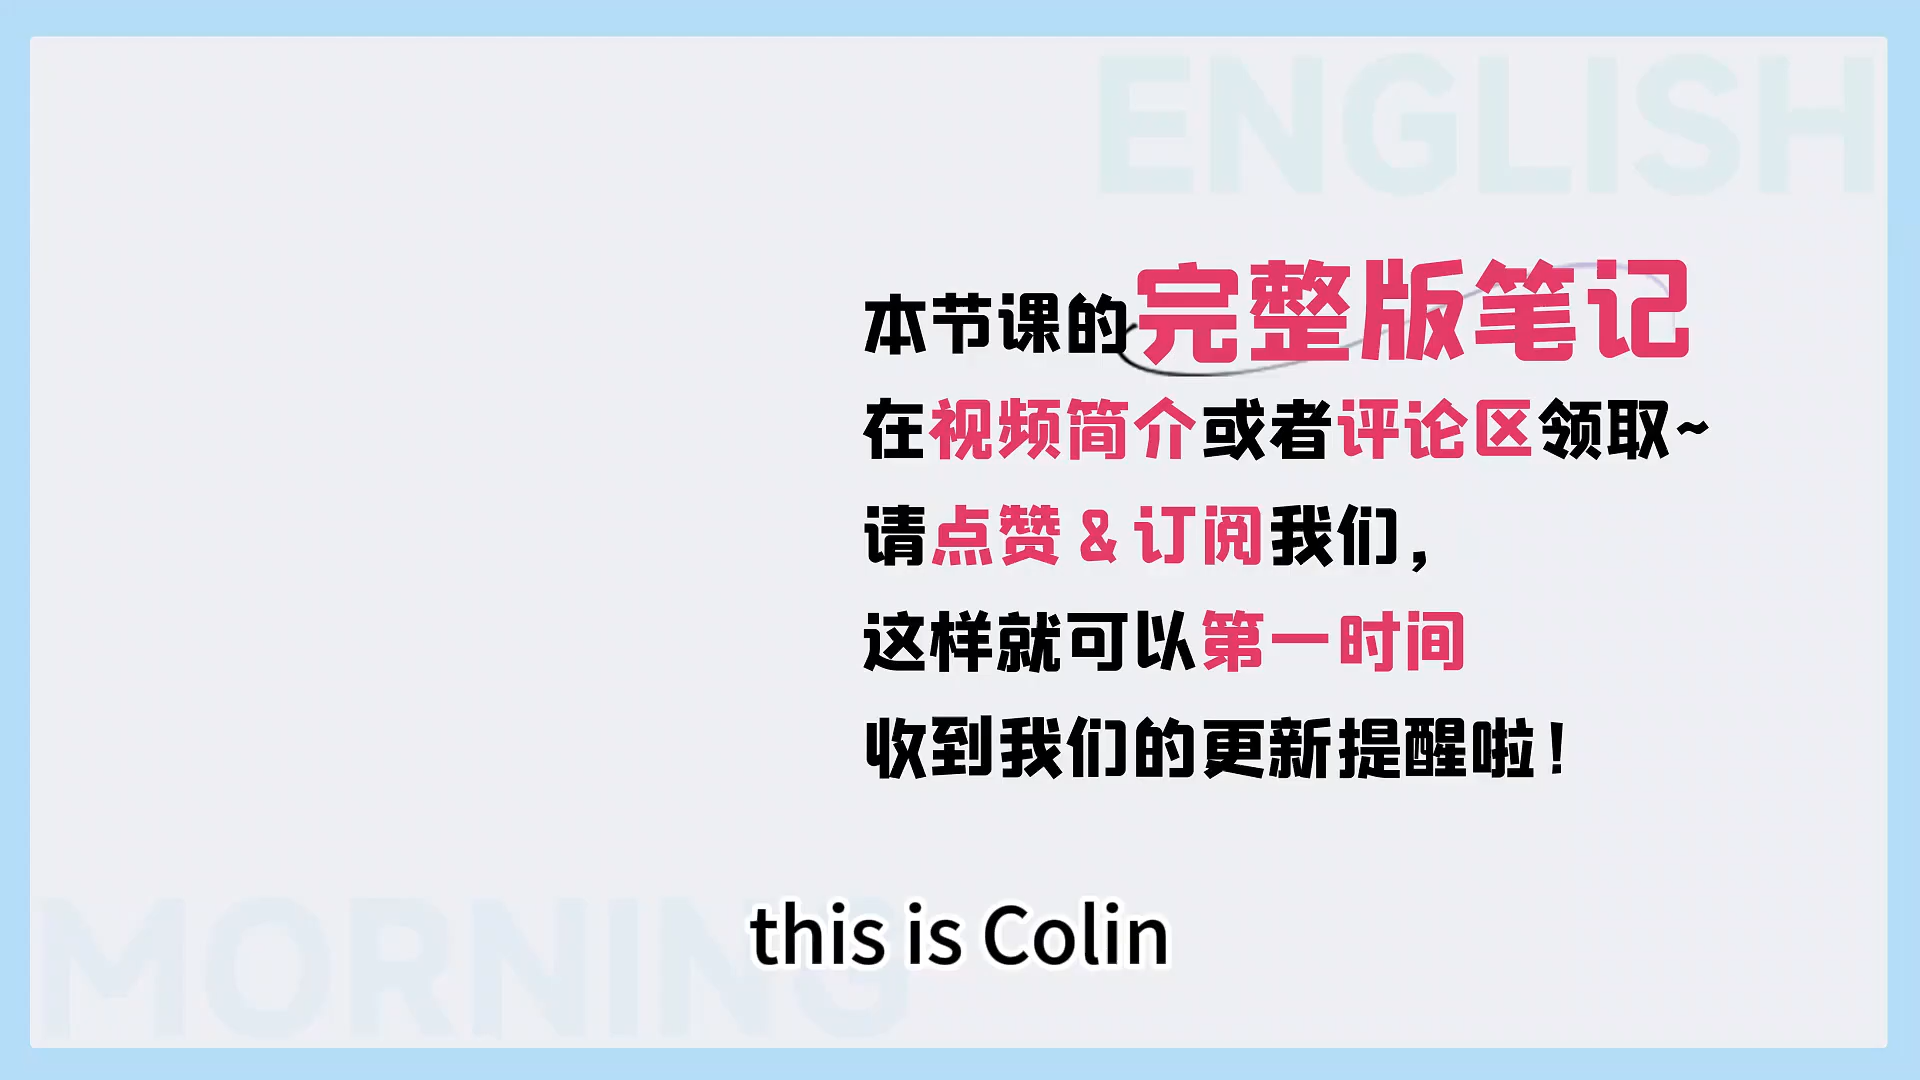 ENGLISH
本节课的完整版笔记
在视频简介或者评论区领取~
请点赞&订阅我们，
这样就可以第一时间
收到我们的更新提醒啦！
MORNING
this is Colin